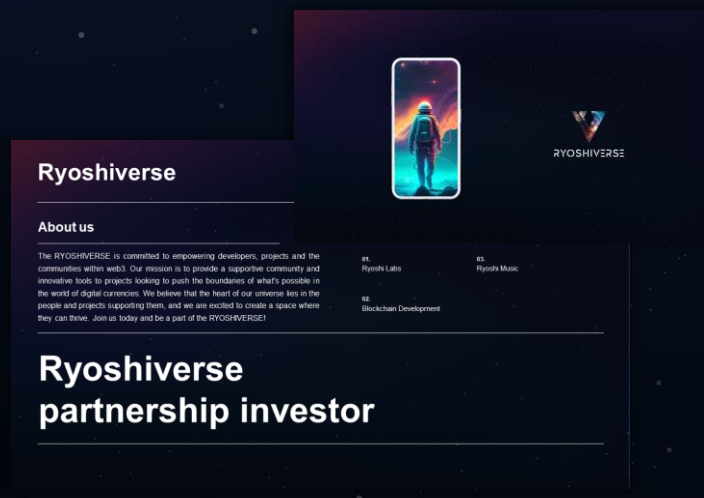 RYOSHIVERSE
Ryoshiverse
About us
The RYOSHIVERSE is committed to empowering developers, projects and the
communities within web3. Our mission is to provide a supportive community and
innovative tools to projects looking to push the boundaries of what's possible in
the world of digital currencies. We believe that the heart of our universe lies in the
people and projects supporting them, and we are excited to create a space where
they can thrive. Join us today and be a part of the RYOSHIVERSE!
01.
Ryoshi Labs
02.
Blockchain Development
03.
Ryoshi Music
Ryoshiverse
partnership investor